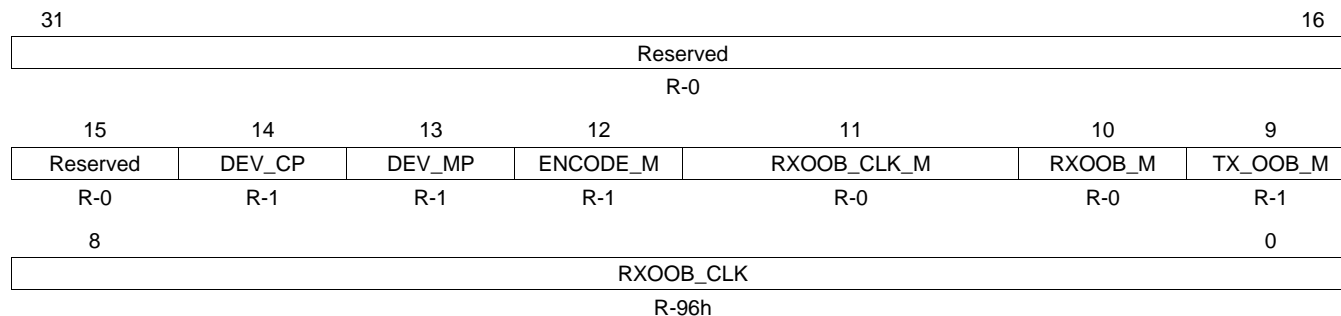 31 16
Reserved
R-0
15 14 13 12 11 10 9
Reserved DEV_CP DEV_MP ENCODE_M RXOOB_CLK_M RXOOB_M TX_OOB_M
R-0 R-1 R-1 R-1 R-0 R-0 R-1
8 0
RXOOB_CLK
R-96h